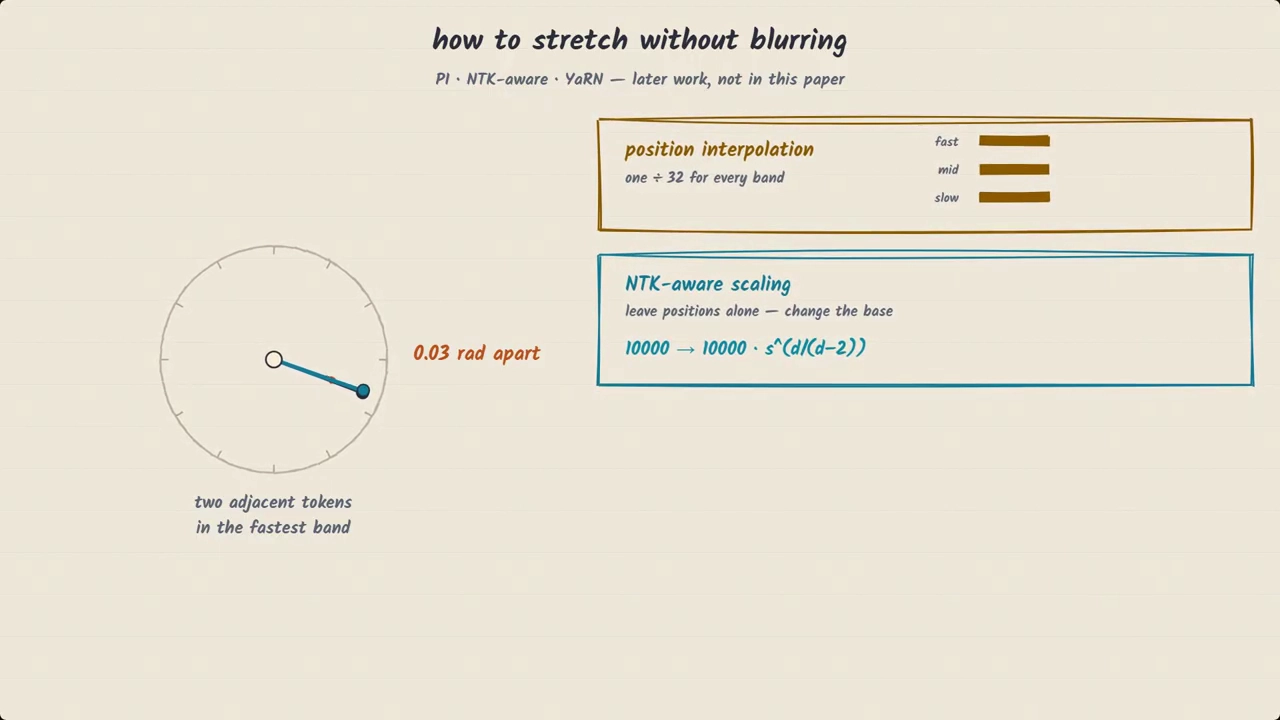 how to stretch without blurring
PI · NTK-aware · YaRN — later work, not in this paper
position interpolation
one ÷ 32 for every band
fast
mid
slow
NTK-aware scaling
leave positions alone — change the base
10000 → 10000 · s^(d/(d−2))
0.03 rad apart
two adjacent tokens
in the fastest band